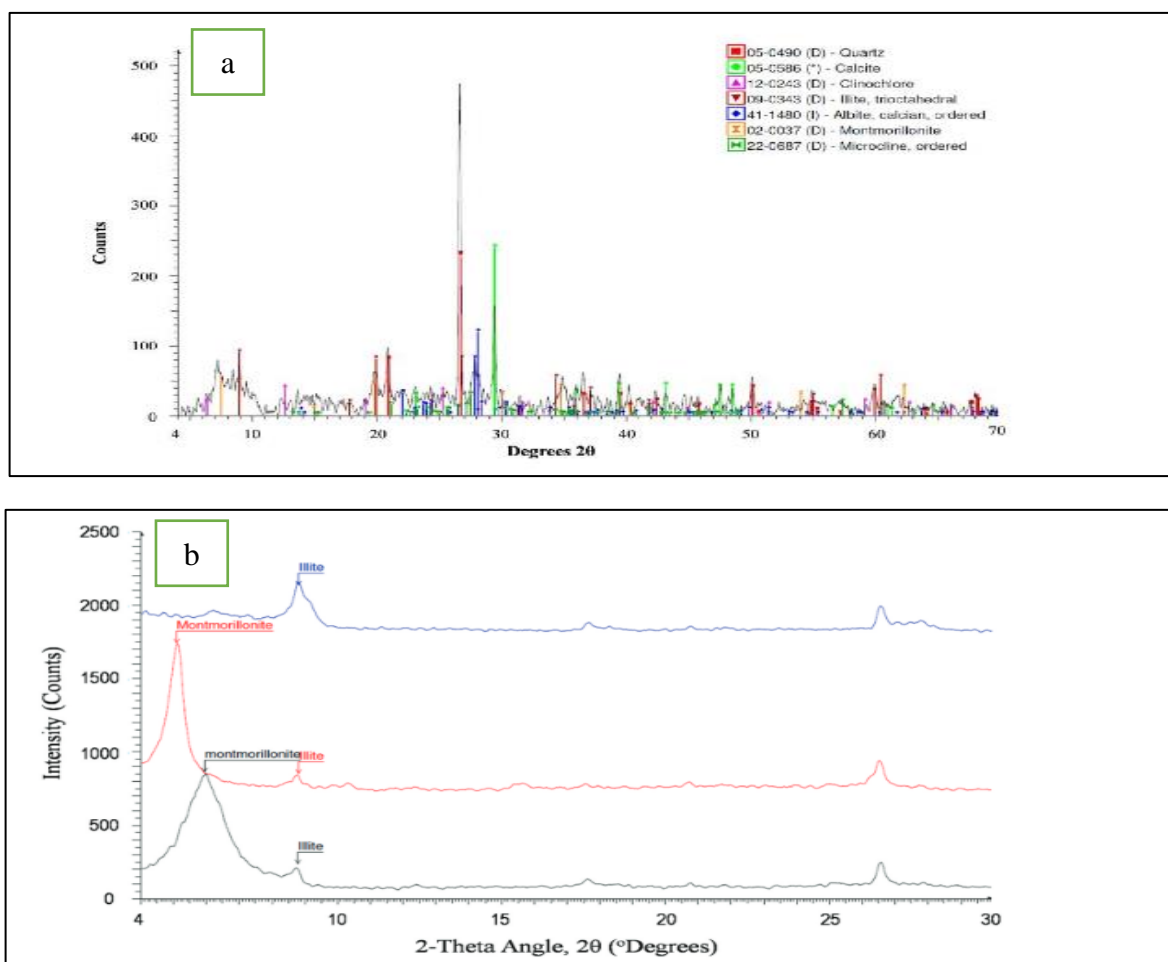 a
500
400
300
200
100
0
Counts
4
10
20
30
40
50
60
70
Degrees 2θ
05-0490 (D) - Quartz
05-0586 (*) - Calcite
12-0243 (D) - Clinochlore
09-0343 (D) - Illite, trioctahedral
41-1480 (I) - Albite, calcian, ordered
02-0037 (D) - Montmorillonite
22-0687 (D) - Microcline, ordered
b
2500
2000
1500
1000
500
0
Intensity (Counts)
Illite
Montmorillonite
montmorillonite
Illite
Illite
4
10
15
20
25
30
2-Theta Angle, 2θ (°Degrees)